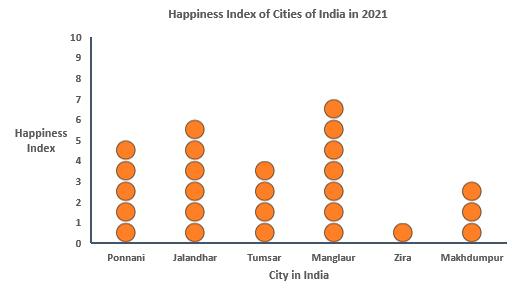 Happiness Index of Cities of India in 2021
10
9
8
7
6
5
4
3
2
1
0
Happiness
Index
Ponnani Jalandhar Tumsar Manglaur Zira Makhdumpur
City in India